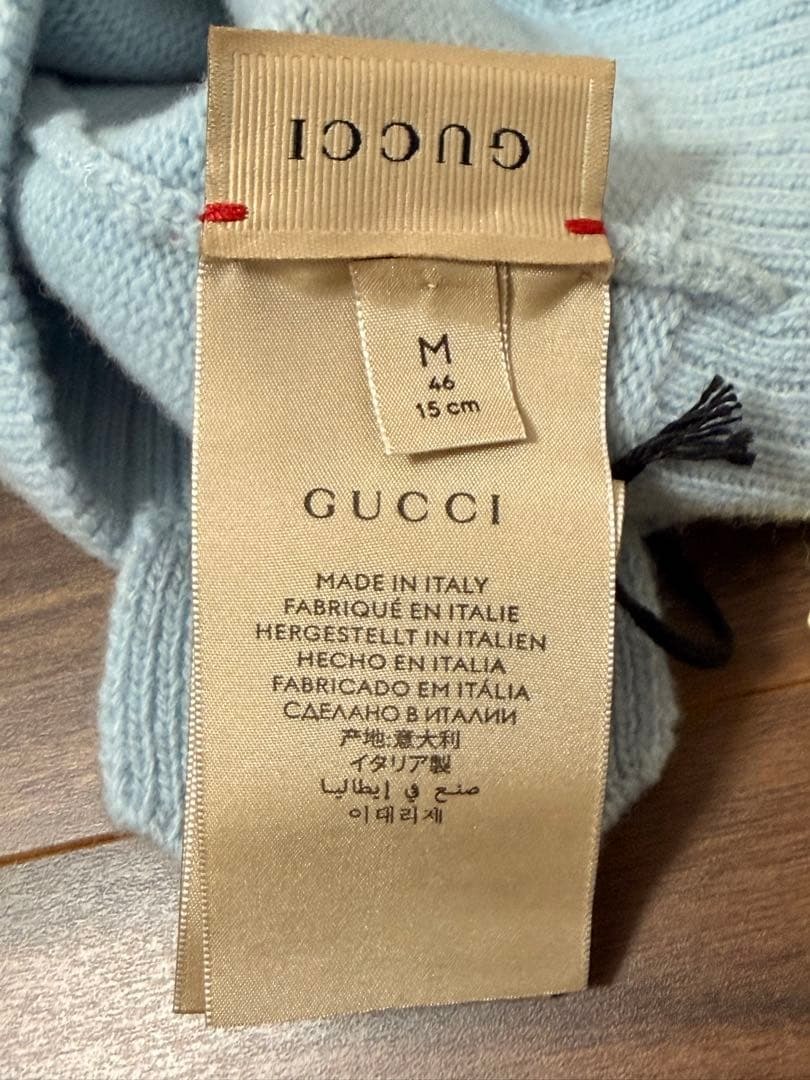 GUCCI
M
46
15 cm
GUCCI
MADE IN ITALY
FABRIQUÉ EN ITALIE
HERGESTELLT IN ITALIEN
HECHO EN ITALIA
FABRICADO EM ITÁLIA
СДЕЛАНО В ИТАЛИИ
产地:意大利
イタリア製
صنع في إيطاليا
이태리제